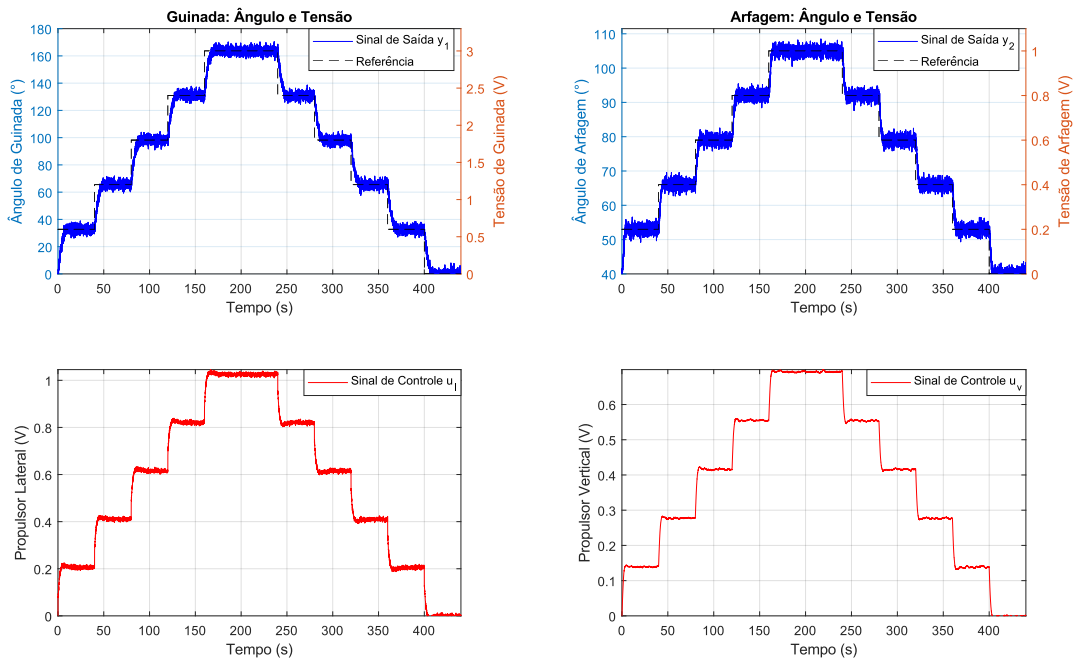 Guinada: Ângulo e Tensão
Sinal de Saída y1
Referência
Ângulo de Guinada (°)
0
20
40
60
80
100
120
140
160
180
Tensão de Guinada (V)
0
0.5
1
1.5
2
2.5
3
0 50 100 150 200 250 300 350 400
Tempo (s)
Arfagem: Ângulo e Tensão
Sinal de Saída y2
Referência
Ângulo de Arfagem (°)
40
50
60
70
80
90
100
110
Tensão de Arfagem (V)
0
0.2
0.4
0.6
0.8
1
0 50 100 150 200 250 300 350 400
Tempo (s)
Sinal de Controle ul
Propulsor Lateral (V)
0
0.2
0.4
0.6
0.8
1
0 50 100 150 200 250 300 350 400
Tempo (s)
Sinal de Controle uv
Propulsor Vertical (V)
0
0.1
0.2
0.3
0.4
0.5
0.6
0 50 100 150 200 250 300 350 400
Tempo (s)